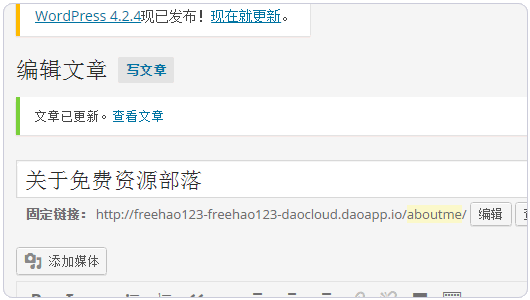 WordPress 4.2.4现已发布！现在就更新。
编辑文章 写文章
文章已更新。查看文章
关于免费资源部落
固定链接：http://freehao123-freehao123-daocloud.daoapp.io/aboutme/ 编辑
添加媒体